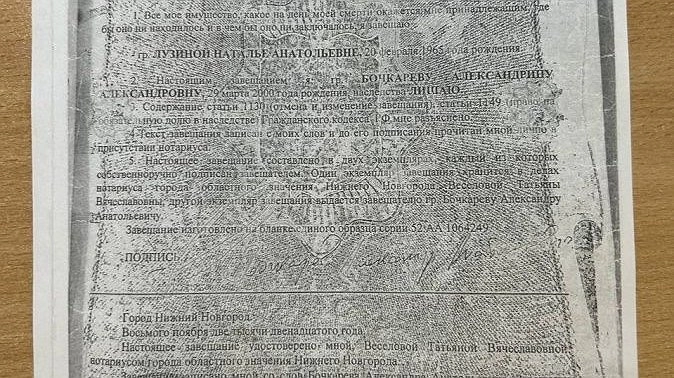 1. Все мое имущество, какое на день моей смерти окажется мне принадлежащим, где
бы оно ни находилось и в чем бы оно ни заключалось, я завещаю:
гр. ЛУЗИНОЙ НАТАЛЬЕ АНАТОЛЬЕВНЕ, 20 февраля 1965 года рождения.
2. Настоящим завещанием я, гр. БОЧКАРЕВУ АЛЕКСАНДРИНУ
АЛЕКСАНДРОВНУ, 29 марта 2000 года рождения, наследства ЛИШАЮ.
3. Содержание статьи 1130 (отмена и изменение завещания), статьи 1149 (право на
обязательную долю в наследстве) Гражданского кодекса РФ мне разъяснено.
4. Текст завещания записан с моих слов и до его подписания прочитан мной лично в
присутствии нотариуса.
5. Настоящее завещание составлено в двух экземплярах, каждый из которых
собственноручно подписан завещателем. Один экземпляр завещания хранится в делах
нотариуса города областного значения Нижнего Новгорода Веселовой Татьяны
Вячеславовны, другой экземпляр завещания выдается завещателю гр. Бочкареву Александру
Анатольевичу.
Завещание изготовлено на бланке единого образца серии 52 АА 1064249
ПОДПИСЬ
Город Нижний Новгород.
Восьмого ноября две тысячи двенадцатого года.
Настоящее завещание удостоверено мной, Веселовой Татьяной Вячеславовной
нотариусом города областного значения Нижнего Новгорода.
Завещание записано мной со слов Бочкарева Александра